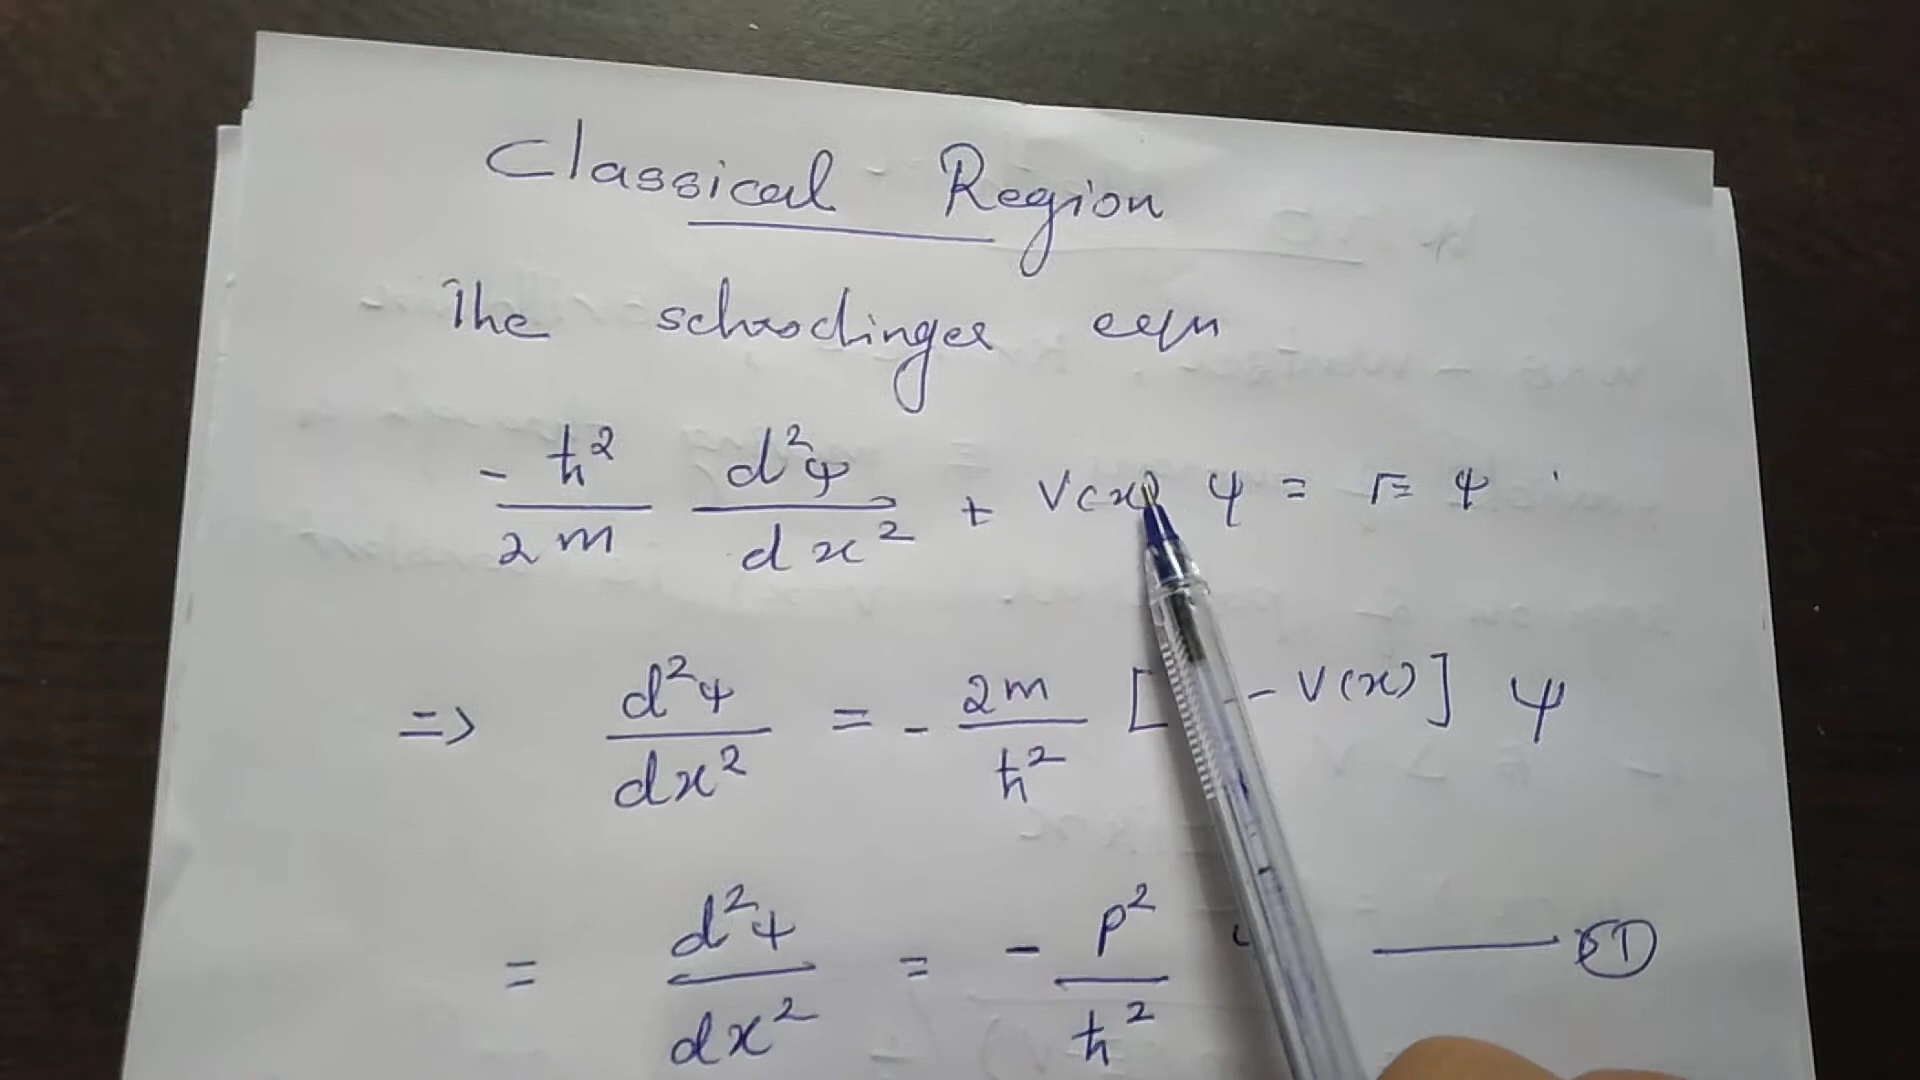 Classical Region
The schrodinger eqn
- ħ²/2m d²ψ/dx² + V(x) ψ = E ψ
=> d²ψ/dx² = - 2m/ħ² [ - V(x)] ψ
= d²ψ/dx² = - p²/ħ² ——— ①